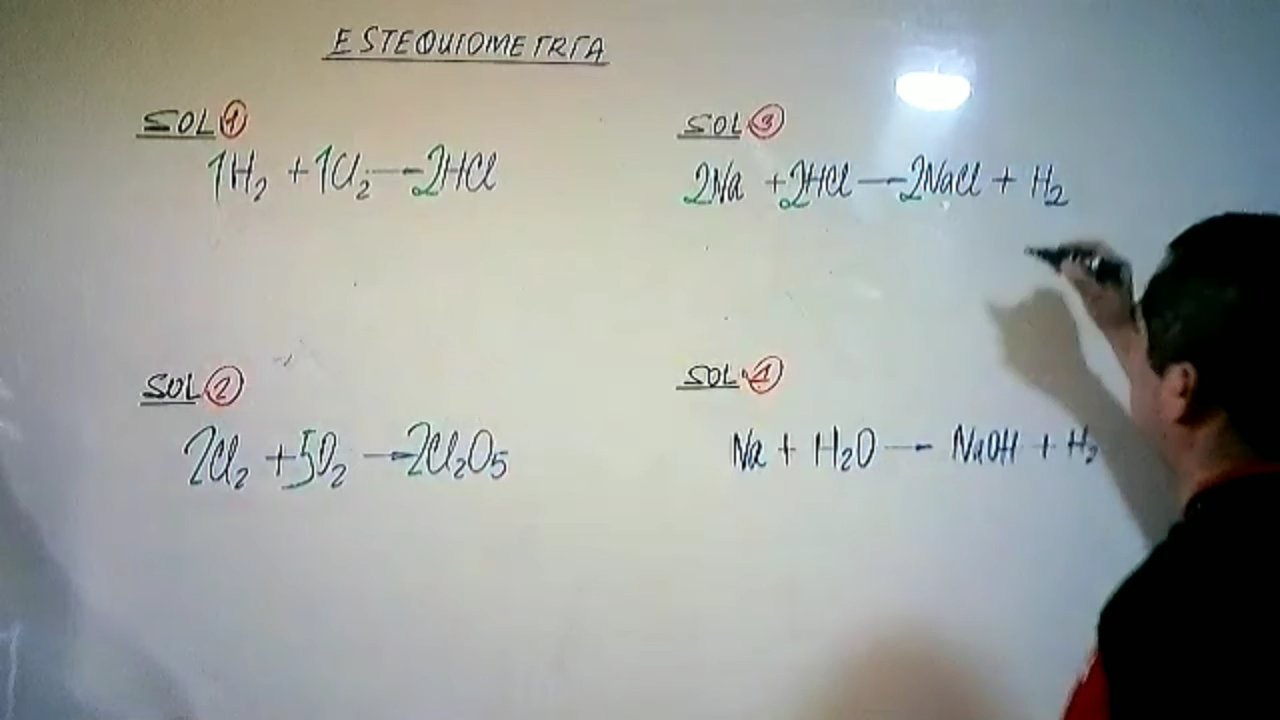 ESTEQUIOMETRIA
SOL 1
1H₂ + 1Cl₂ → 2HCl
SOL 2
2Cl₂ + 5O₂ → 2Cl₂O₅
SOL 3
2Na + 2HCl → 2NaCl + H₂
SOL 4
Na + H₂O → NaOH + H₂